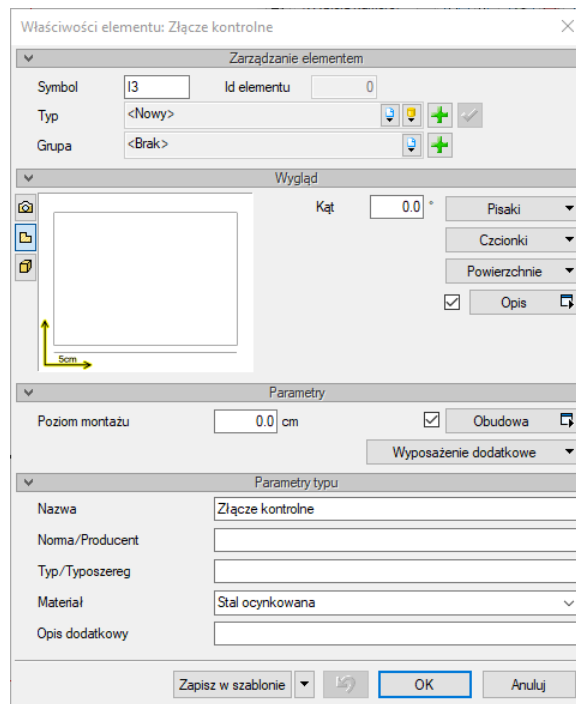 Właściwości elementu: Złącze kontrolne
Zarządzanie elementem
Symbol I3 Id elementu 0
Typ <Nowy>
Grupa <Brak>
Wygląd
Kąt 0.0 ° Pisaki
Czcionki
Powierzchnie
Opis
5cm
Parametry
Poziom montażu 0.0 cm Obudowa
Wyposażenie dodatkowe
Parametry typu
Nazwa Złącze kontrolne
Norma/Producent
Typ/Typoszereg
Materiał Stal ocynkowana
Opis dodatkowy
Zapisz w szablonie OK Anuluj